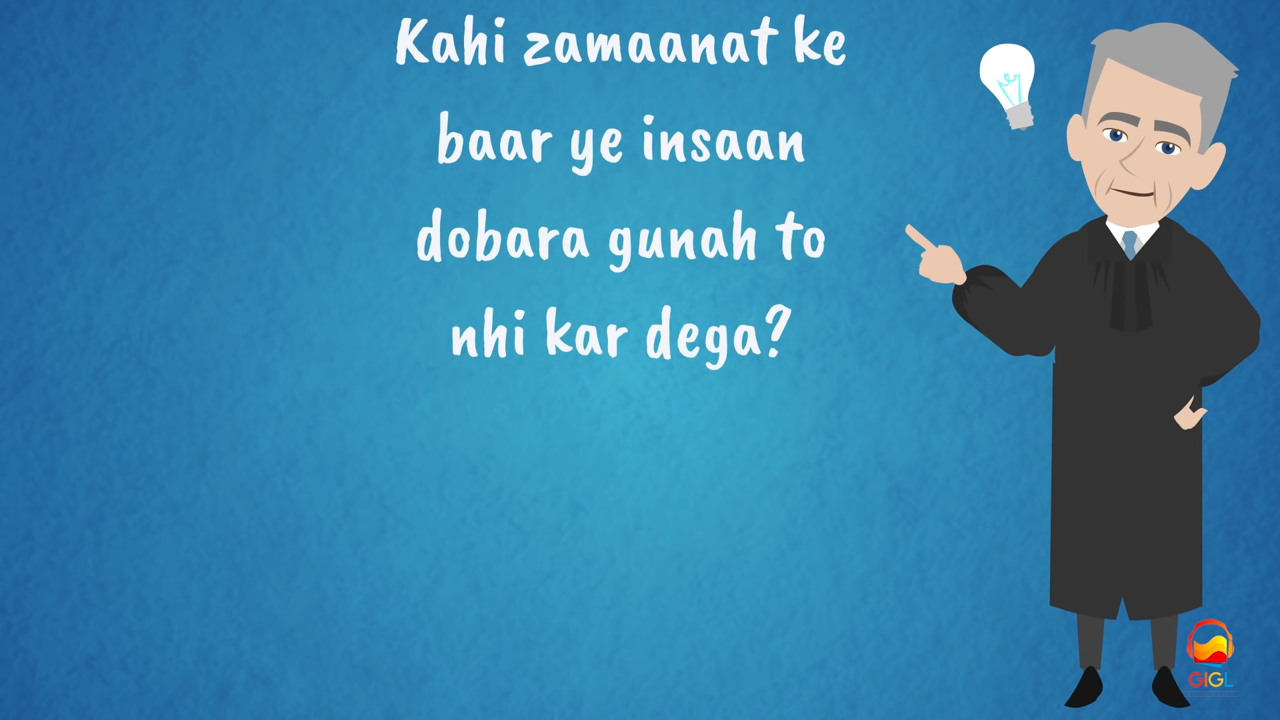 Kahi zamaanat ke
baar ye insaan
dobara gunah to
nhi kar dega?
GIGL